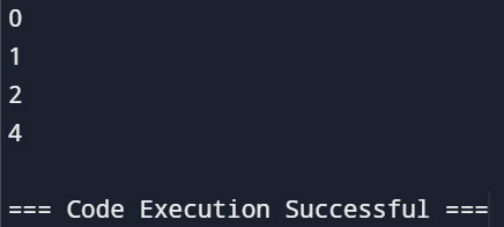 0
1
2
4
=== Code Execution Successful ===